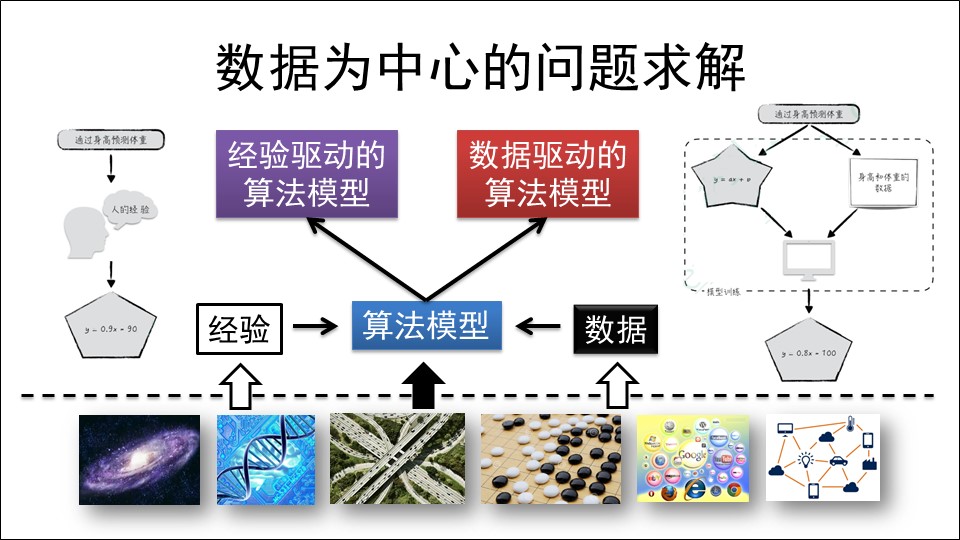 数据为中心的问题求解
通过身高预测体重
人的经验
y = 0.9x - 90
经验驱动的
算法模型
数据驱动的
算法模型
通过身高预测体重
y = ax + b
身高和体重的
数据
模型训练
y = 0.8x - 100
经验
算法模型
数据
Google